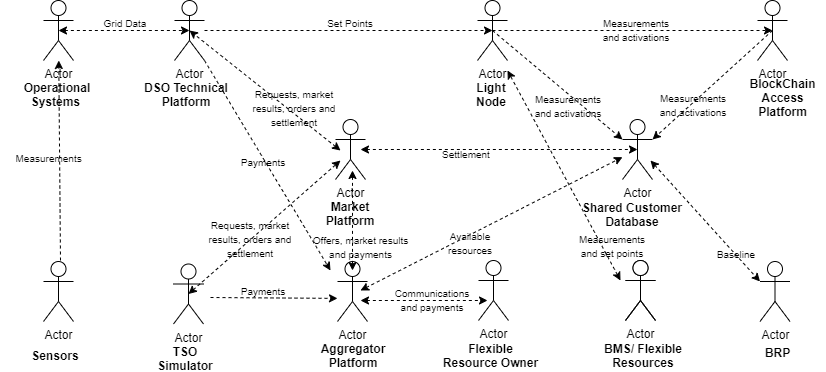 Grid Data
Set Points
Measurements
and activations
Actor
Operational
Systems
Actor
DSO Technical
Platform
Actor
Light
Node
Actor
BlockChain
Access
Platform
Requests, market
results, orders and
settlement
Measurements
and activations
Measurements
and activations
Measurements
Payments
Settlement
Actor
Market
Platform
Actor
Shared Customer
Database
Requests, market
results, orders and
settlement
Offers, market results
and payments
Available
resources
Measurements
and set points
Baseline
Payments
Communications
and payments
Actor
Sensors
Actor
TSO
Simulator
Actor
Aggregator
Platform
Actor
Flexible
Resource Owner
Actor
BMS/ Flexible
Resources
Actor
BRP